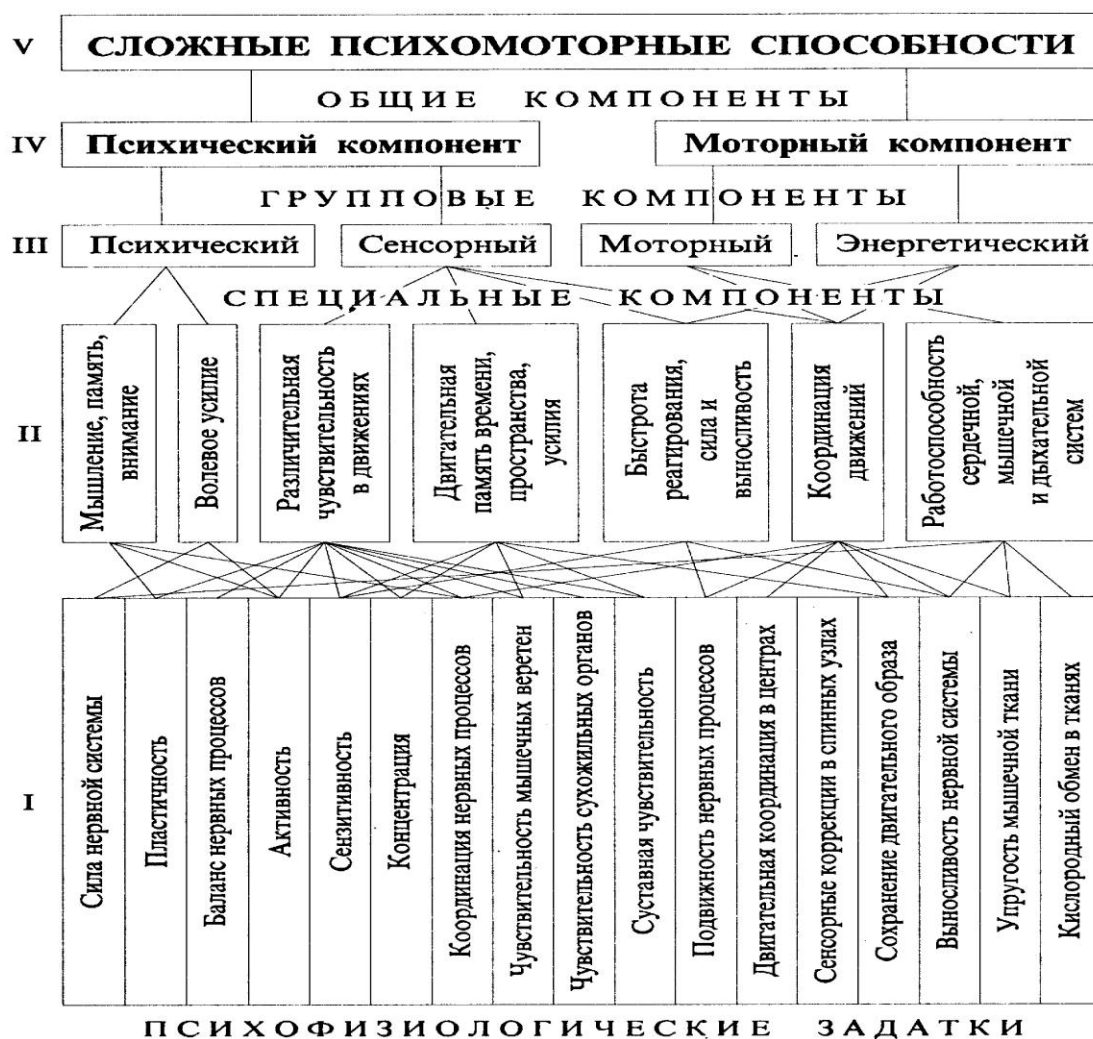 V
СЛОЖНЫЕ ПСИХОМОТОРНЫЕ СПОСОБНОСТИ
ОБЩИЕ КОМПОНЕНТЫ
IV
Психический компонент
Моторный компонент
ГРУППОВЫЕ КОМПОНЕНТЫ
III
Психический
Сенсорный
Моторный
Энергетический
СПЕЦИАЛЬНЫЕ КОМПОНЕНТЫ
II
Мышление, память,
внимание
Волевое усилие
Различительная
чувствительность
в движениях
Двигательная
память времени,
пространства,
усилия
Быстрота
реагирования,
сила и
выносливость
Координация
движений
Работоспособность
сердечной,
мышечной
и дыхательной
систем
I
Сила нервной системы
Пластичность
Баланс нервных процессов
Активность
Сензитивность
Концентрация
Координация нервных процессов
Чувствительность мышечных веретен
Чувствитель сухожильных органов
Суставная чувствительность
Подвижность нервных процессов
Двигательная координация в центрах
Сенсорные коррекции в спинных узлах
Сохранение двигательного образа
Выносливость нервной системы
Упругость мышечной ткани
Кислородный обмен в тканях
ПСИХОФИЗИОЛОГИЧЕСКИЕ ЗАДАТКИ